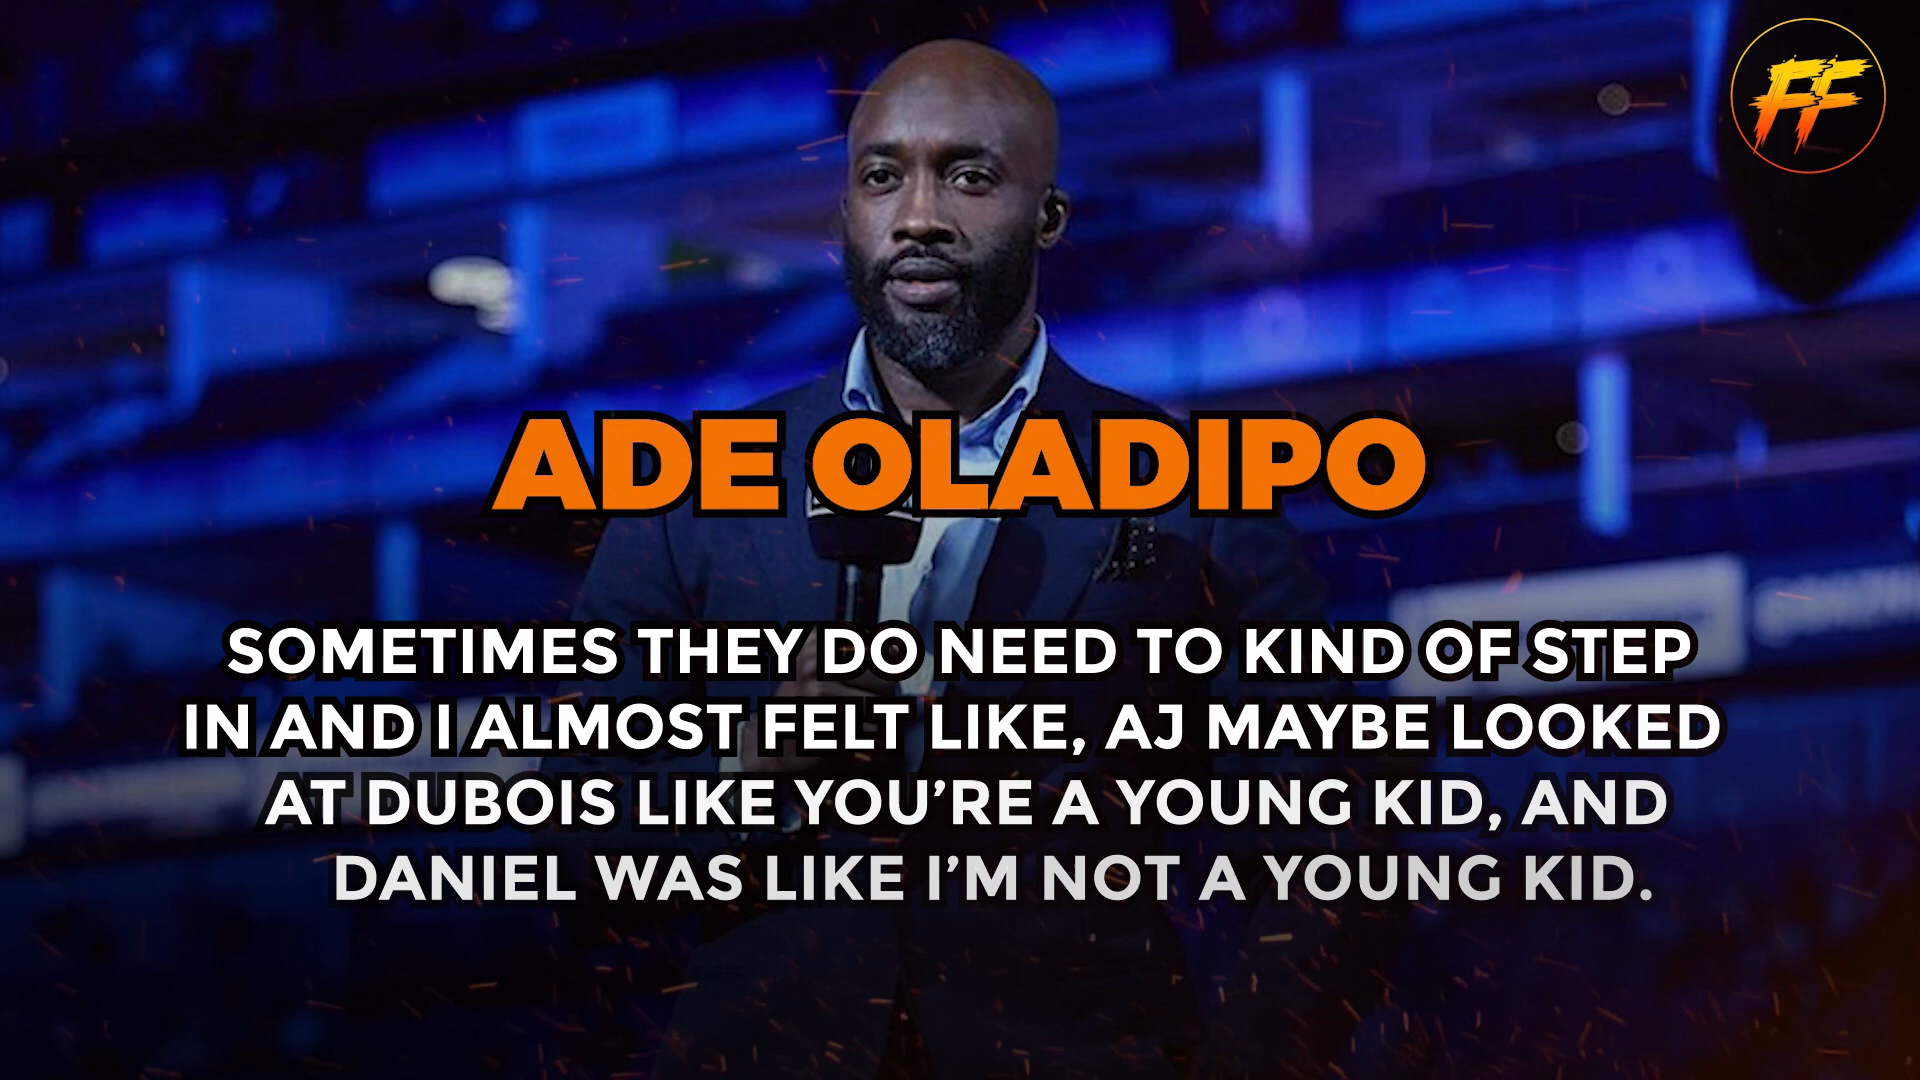 FF
ADE OLADIPO
SOMETIMES THEY DO NEED TO KIND OF STEP
IN AND I ALMOST FELT LIKE, AJ MAYBE LOOKED
AT DUBOIS LIKE YOU’RE A YOUNG KID, AND
DANIEL WAS LIKE I’M NOT A YOUNG KID.